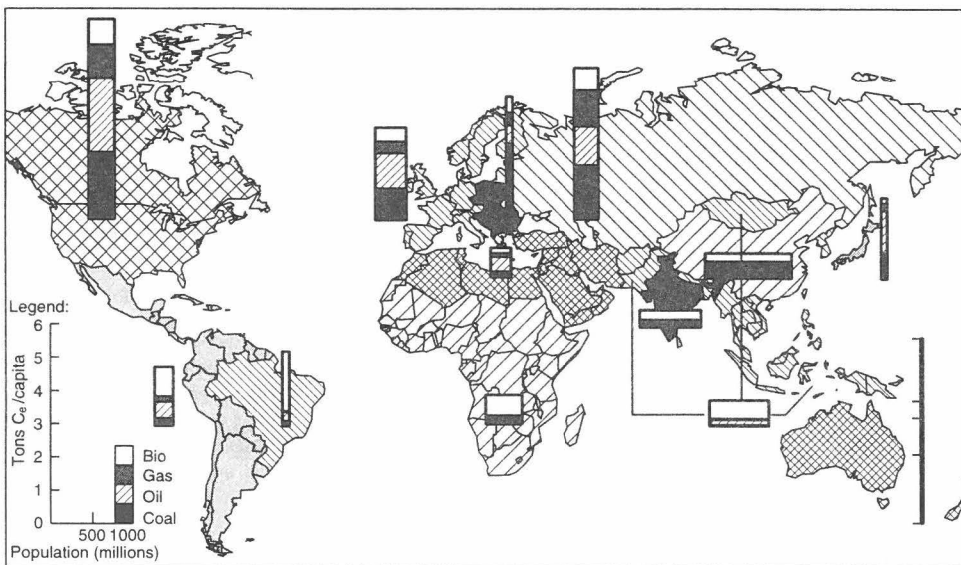 Legend:
6
5
4
3
2
1
0
Tons Cₑ/capita
Bio
Gas
Oil
Coal
500 1000
Population (millions)